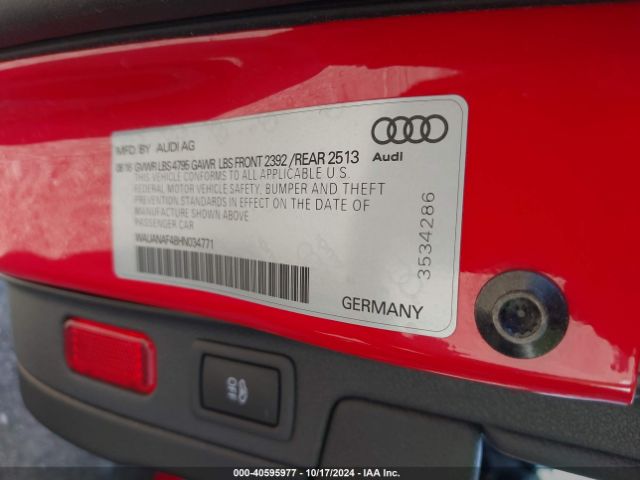 MFD. BY AUDI AG
08/16 GVWR LBS 4795 GAWR LBS FRONT 2392 /REAR 2513
THIS VEHICLE CONFORMS TO ALL APPLICABLE U.S.
FEDERAL MOTOR VEHICLE SAFETY, BUMPER AND THEFT
PREVENTION STANDARDS IN EFFECT ON THE DATE OF
MANUFACTURE SHOWN ABOVE
PASSENGER CAR
WAUANAF48HN034771
Audi
3534286
GERMANY
OFF
000-40595977 - 10/17/2024 - IAA Inc.